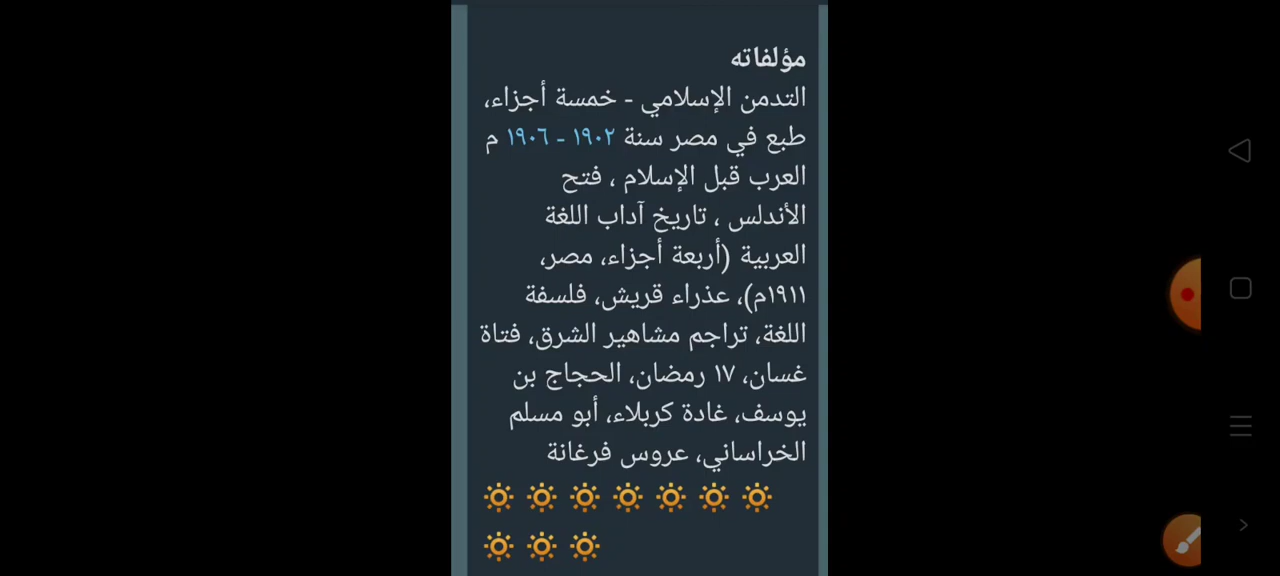 مؤلفاته
التدمن الإسلامي - خمسة أجزاء،
طبع في مصر سنة ١٩٠٢ - ١٩٠٦ م
العرب قبل الإسلام ، فتح
الأندلس ، تاريخ آداب اللغة
العربية (أربعة أجزاء، مصر،
١٩١١م)، عذراء قريش، فلسفة
اللغة، تراجم مشاهير الشرق، فتاة
غسان، ١٧ رمضان، الحجاج بن
يوسف، غادة كربلاء، أبو مسلم
الخراساني، عروس فرغانة